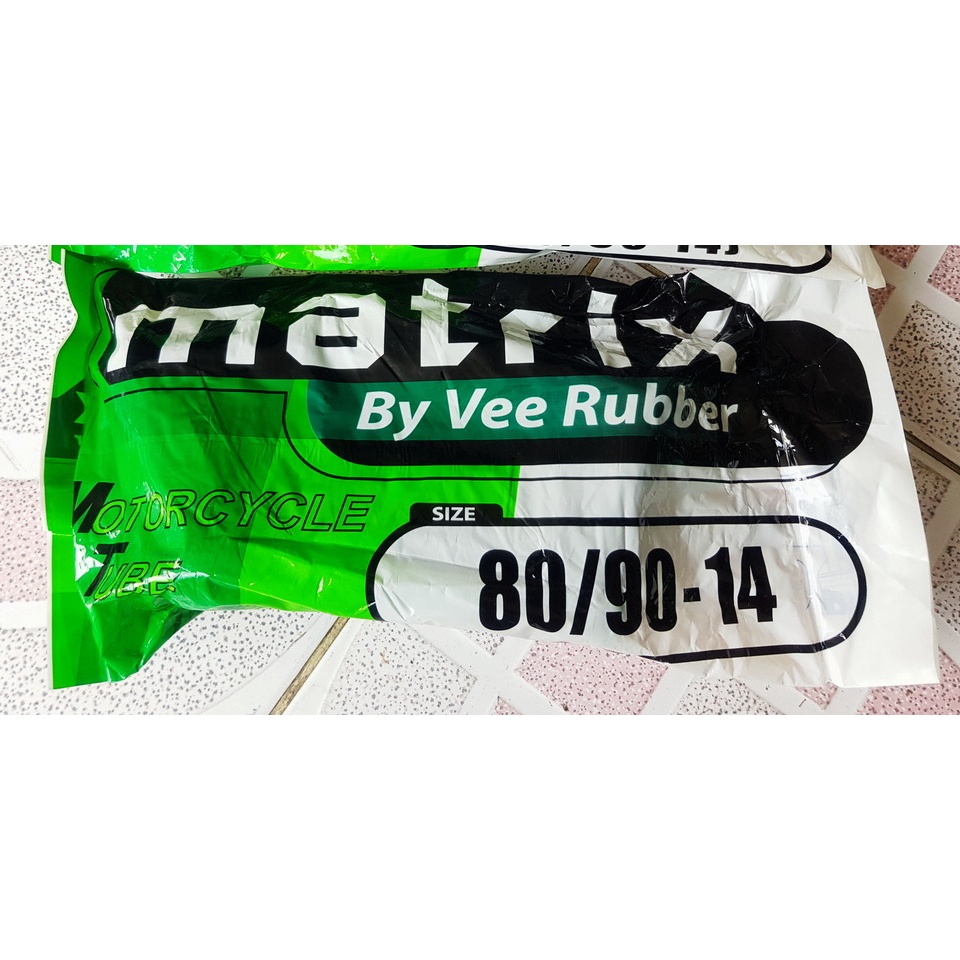 matrix
By Vee Rubber
MOTORCYCLE
TUBE
SIZE
80/90-14